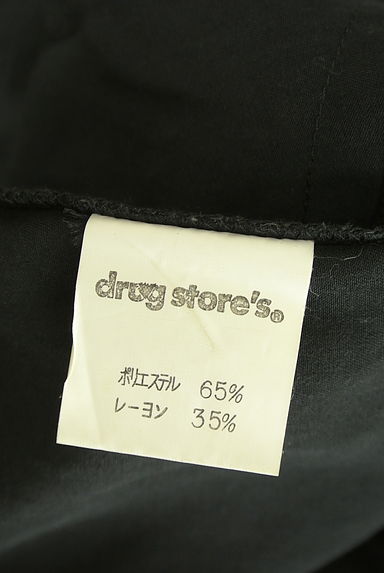 drug store's®
ポリエステル 65%
レーヨン 35%